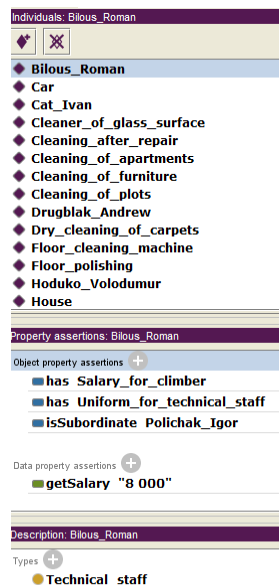 Individuals: Bilous_Roman
Bilous_Roman
Car
Cat_Ivan
Cleaner_of_glass_surface
Cleaning_after_repair
Cleaning_of_apartments
Cleaning_of_furniture
Cleaning_of_plots
Drugblak_Andrew
Dry_cleaning_of_carpets
Floor_cleaning_machine
Floor_polishing
Hoduko_Volodumur
House
Property assertions: Bilous_Roman
Object property assertions
has Salary_for_climber
has Uniform_for_technical_staff
isSubordinate Polichak_Igor
Data property assertions
getSalary "8 000"
Description: Bilous_Roman
Types
Technical_staff